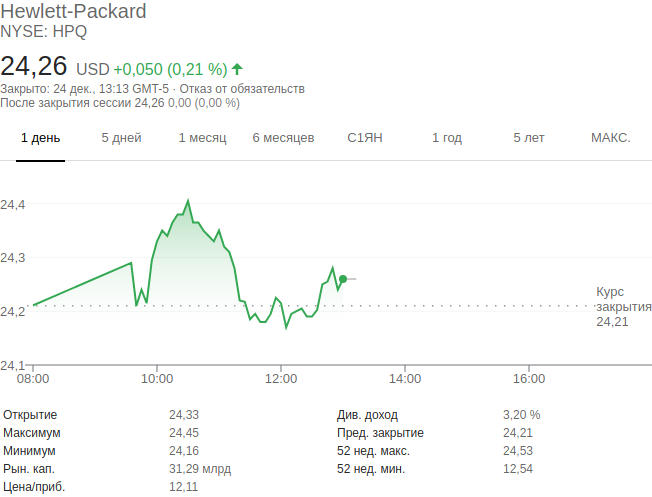 Hewlett-Packard
NYSE: HPQ
24,26 USD +0,050 (0,21 %)
Закрыто: 24 дек., 13:13 GMT-5 · Отказ от обязательств
После закрытия сессии 24,26 0,00 (0,00 %)
1 день 5 дней 1 месяц 6 месяцев С1ЯН 1 год 5 лет МАКС.
24,4
24,3
24,2
24,1
Курс
закрытия
24,21
08:00 10:00 12:00 14:00 16:00
Открытие 24,33 Див. доход 3,20 %
Максимум 24,45 Пред. закрытие 24,21
Минимум 24,16 52 нед. макс. 24,53
Рын. кап. 31,29 млрд 52 нед. мин. 12,54
Цена/приб. 12,11